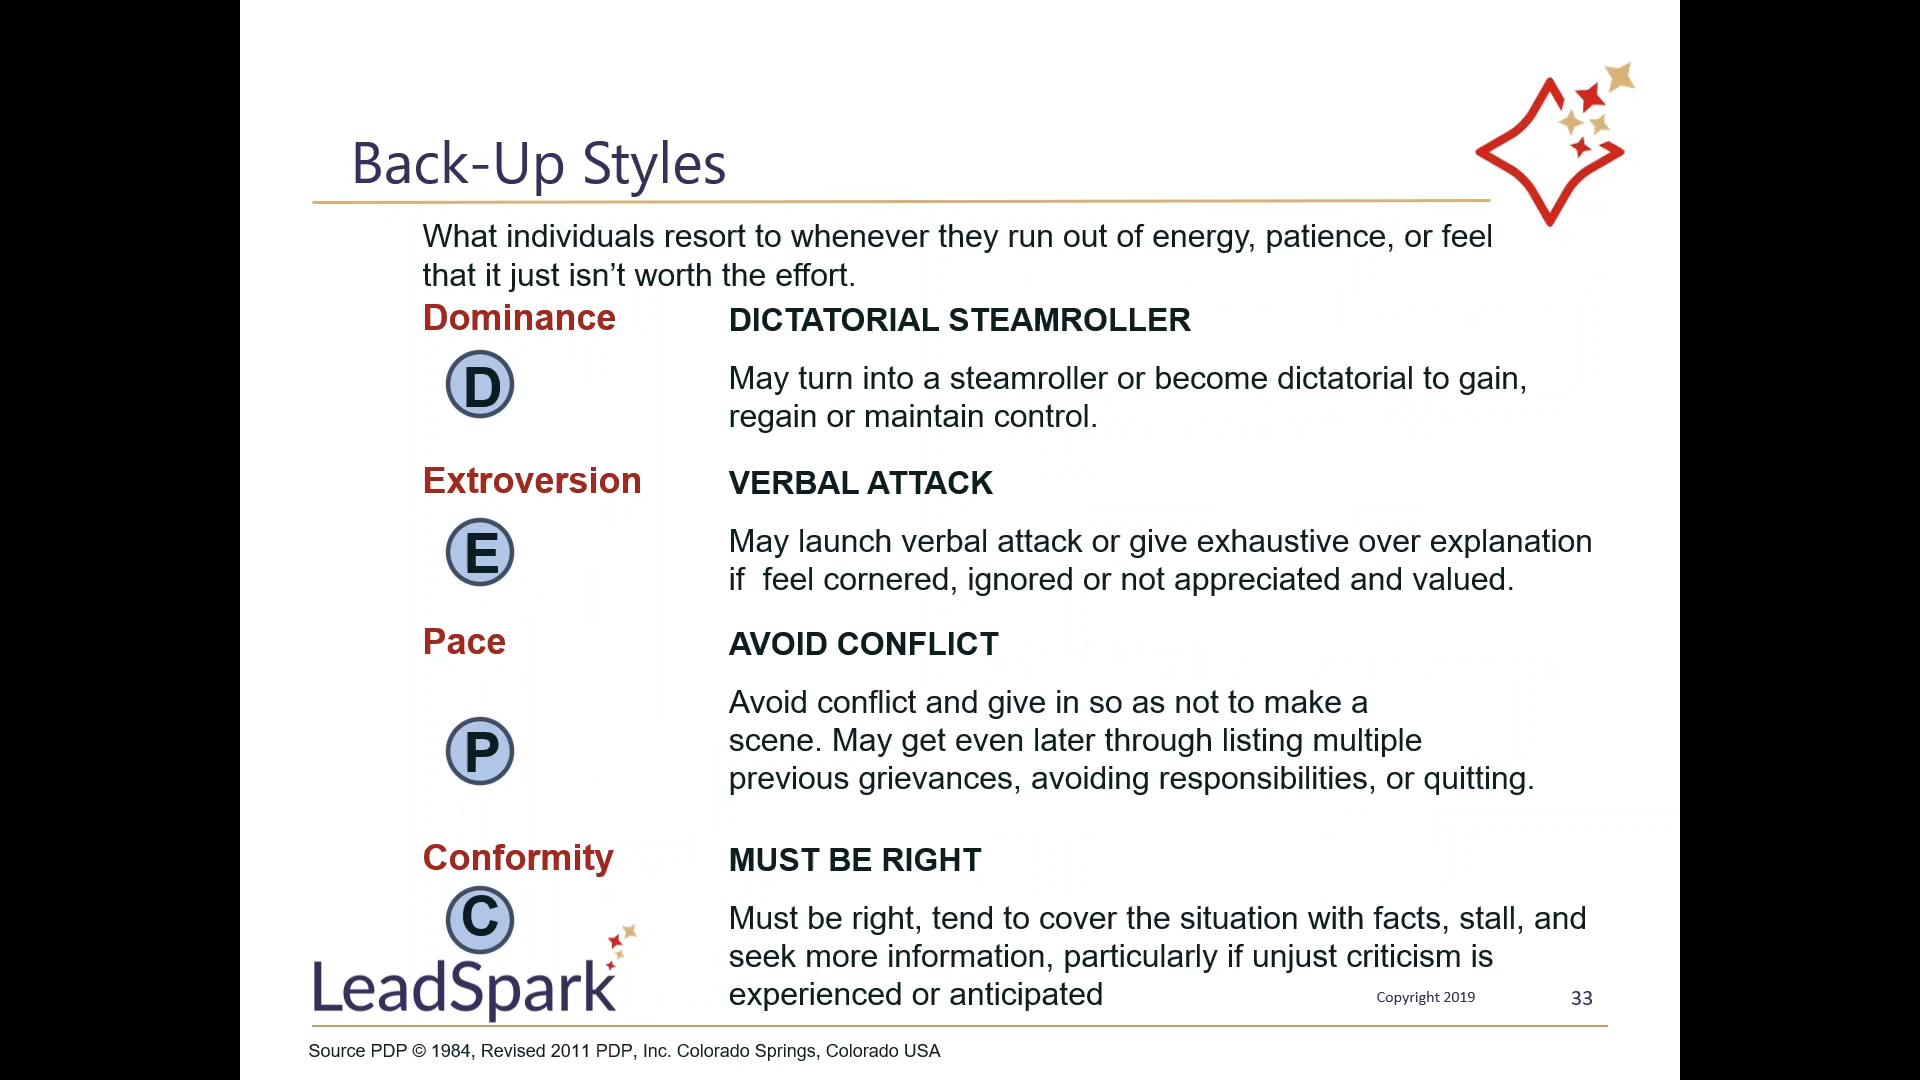 Back-Up Styles
What individuals resort to whenever they run out of energy, patience, or feel
that it just isn’t worth the effort.
Dominance
DICTATORIAL STEAMROLLER
D
May turn into a steamroller or become dictatorial to gain,
regain or maintain control.
Extroversion
VERBAL ATTACK
E
May launch verbal attack or give exhaustive over explanation
if  feel cornered, ignored or not appreciated and valued.
Pace
AVOID CONFLICT
P
Avoid conflict and give in so as not to make a
scene. May get even later through listing multiple
previous grievances, avoiding responsibilities, or quitting.
Conformity
MUST BE RIGHT
C
Must be right, tend to cover the situation with facts, stall, and
seek more information, particularly if unjust criticism is
experienced or anticipated
LeadSpark
Copyright 2019
33
Source PDP © 1984, Revised 2011 PDP, Inc. Colorado Springs, Colorado USA